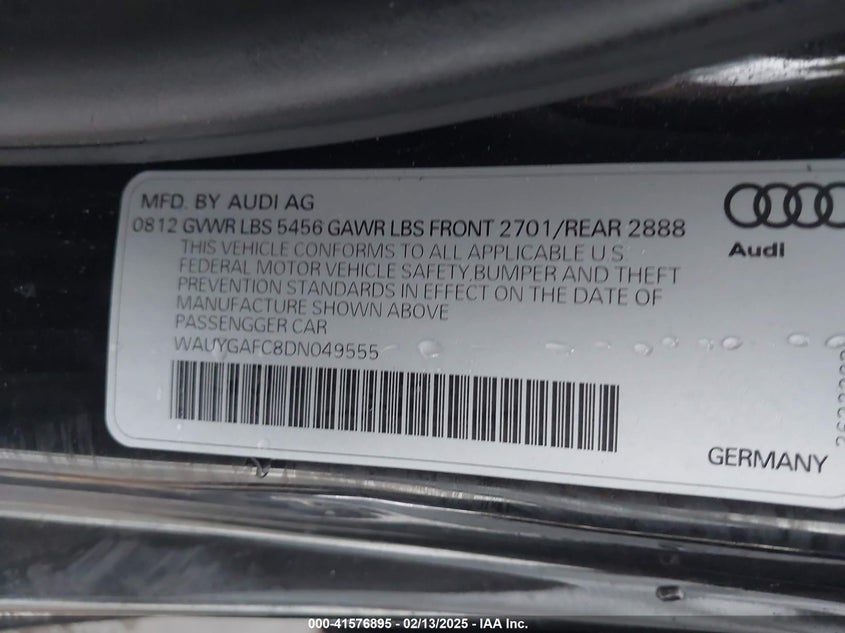 MFD. BY AUDI AG
0812 GVWR LBS 5456 GAWR LBS FRONT 2701/REAR 2888
THIS VEHICLE CONFORMS TO ALL APPLICABLE U.S.
FEDERAL MOTOR VEHICLE SAFETY,BUMPER AND THEFT
PREVENTION STANDARDS IN EFFECT ON THE DATE OF
MANUFACTURE SHOWN ABOVE
PASSENGGER CAR
WAUYGAFC8DN049555
Audi
GERMANY
000-41576895 - 02/13/2025 - IAA Inc.